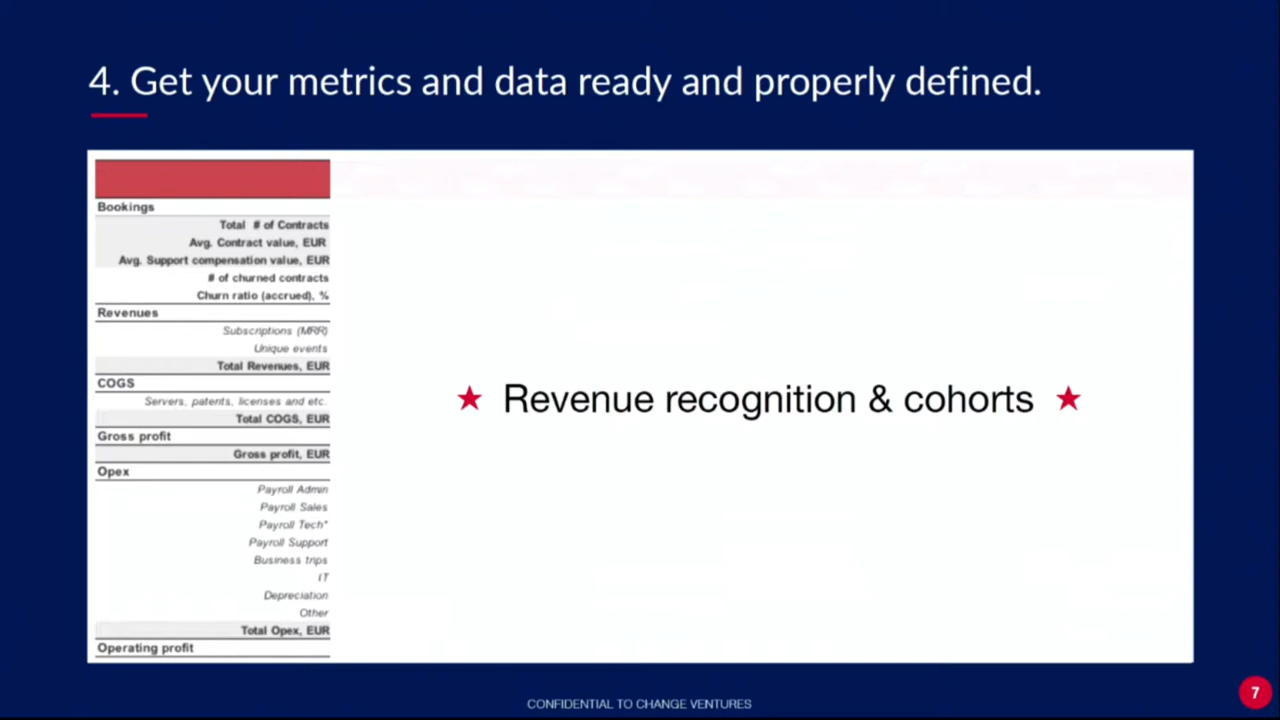 4. Get your metrics and data ready and properly defined.
Bookings
Total # of Contracts
Avg. Contract value, EUR
Avg. Support compensation value, EUR
# of churned contracts
Churn ratio (accrued), %
Revenues
Subscriptions (MRR)
Unique events
Total Revenues, EUR
COGS
Servers, patents, licenses and etc.
Total COGS, EUR
Gross profit
Gross profit, EUR
Opex
Payroll Admin
Payroll Sales
Payroll Tech*
Payroll Support
Business trips
IT
Depreciation
Other
Total Opex, EUR
Operating profit
★ Revenue recognition & cohorts ★
CONFIDENTIAL TO CHANGE VENTURES
7